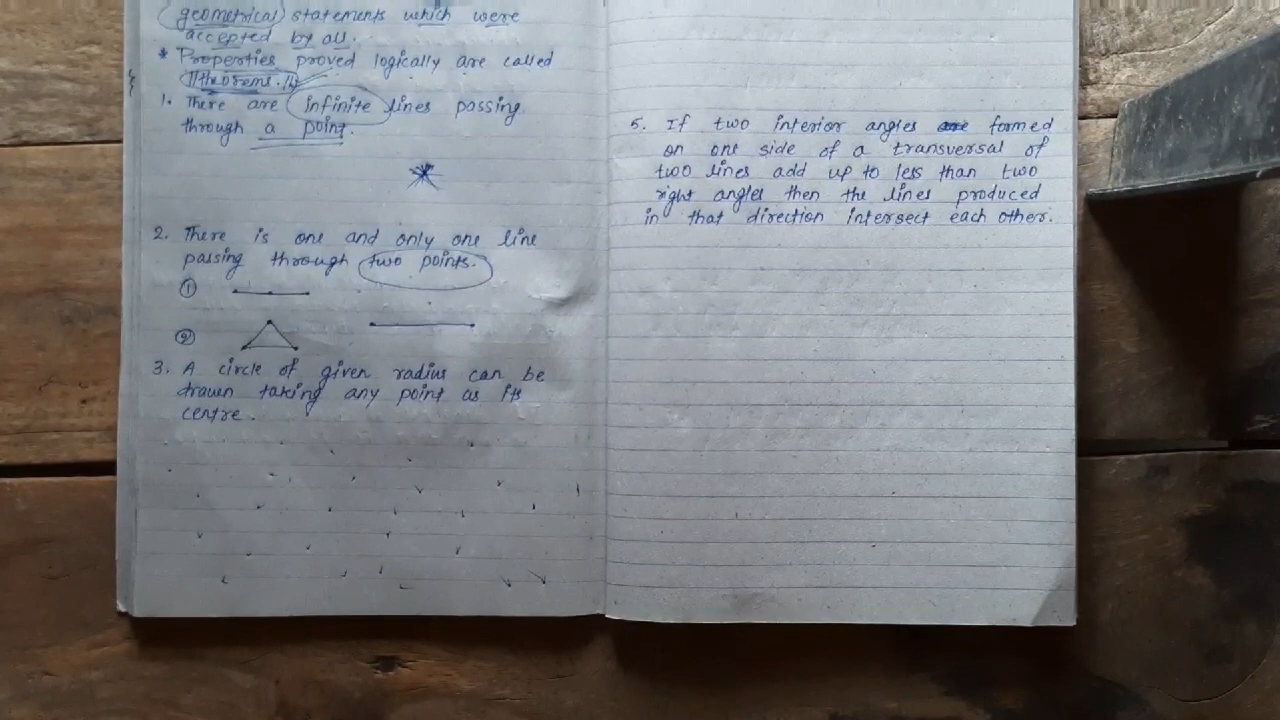 geometrical statements which were
accepted by all.
* Properties proved logically are called
theorems.
1. There are infinite lines passing
through a point.
2. There is one and only one line
passing through two points.
①
②
3. A circle of given radius can be
drawn taking any point as its
centre.
5. If two interior angles are formed
on one side of a transversal of
two lines add up to less than two
right angles then the lines produced
in that direction intersect each other.